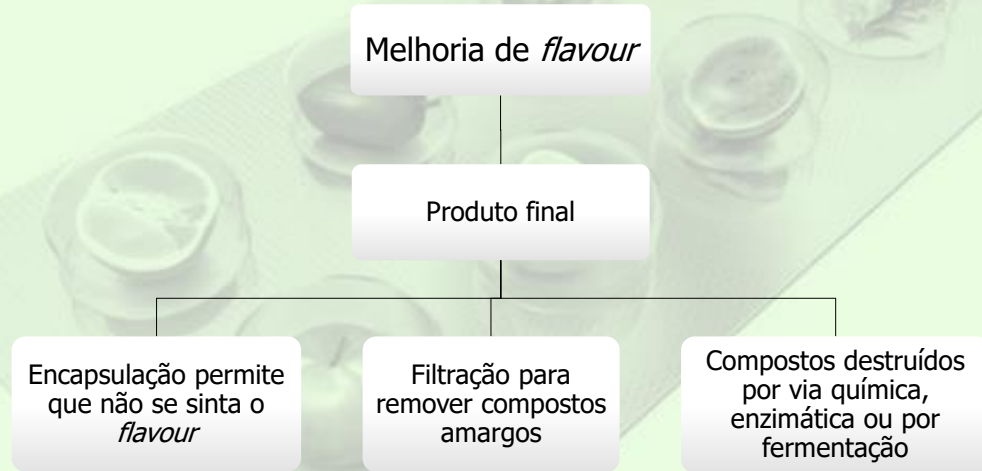 Melhoria de flavour
Produto final
Encapsulação permite
que não se sinta o
flavour
Filtração para
remover compostos
amargos
Compostos destruídos
por via química,
enzimática ou por
fermentação